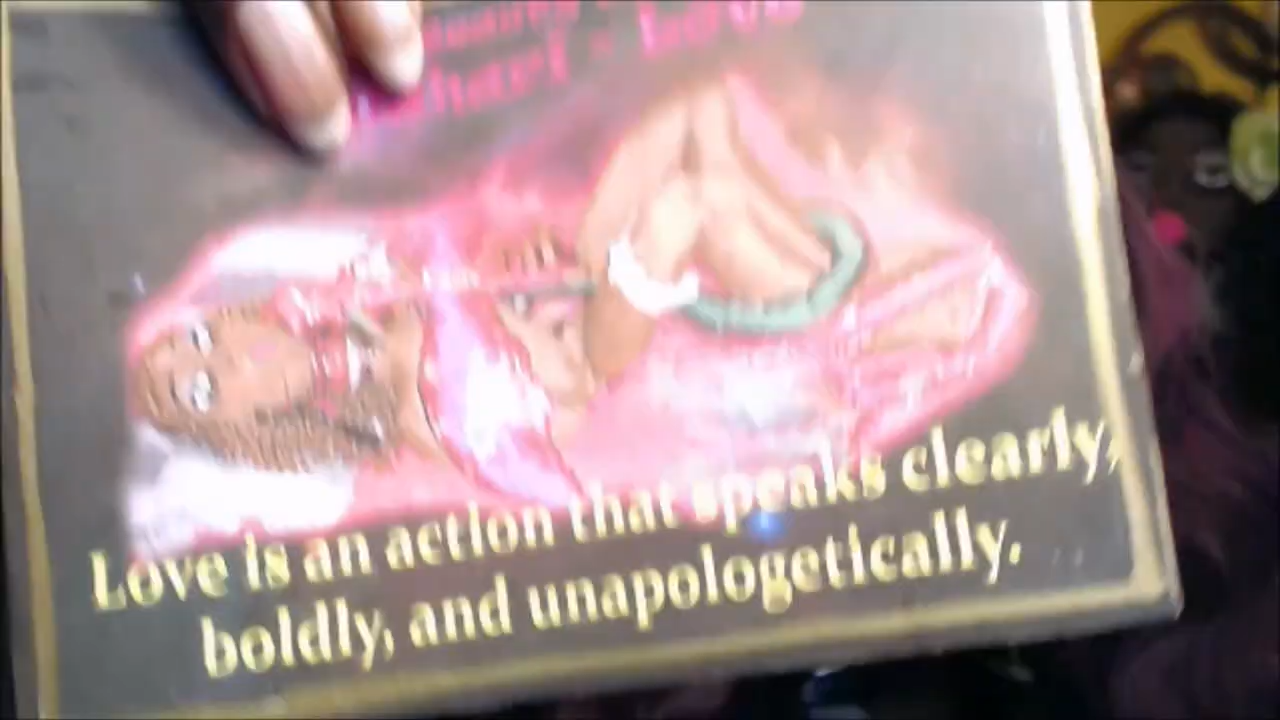 Love is an action that speaks clearly,
boldly, and unapologetically.